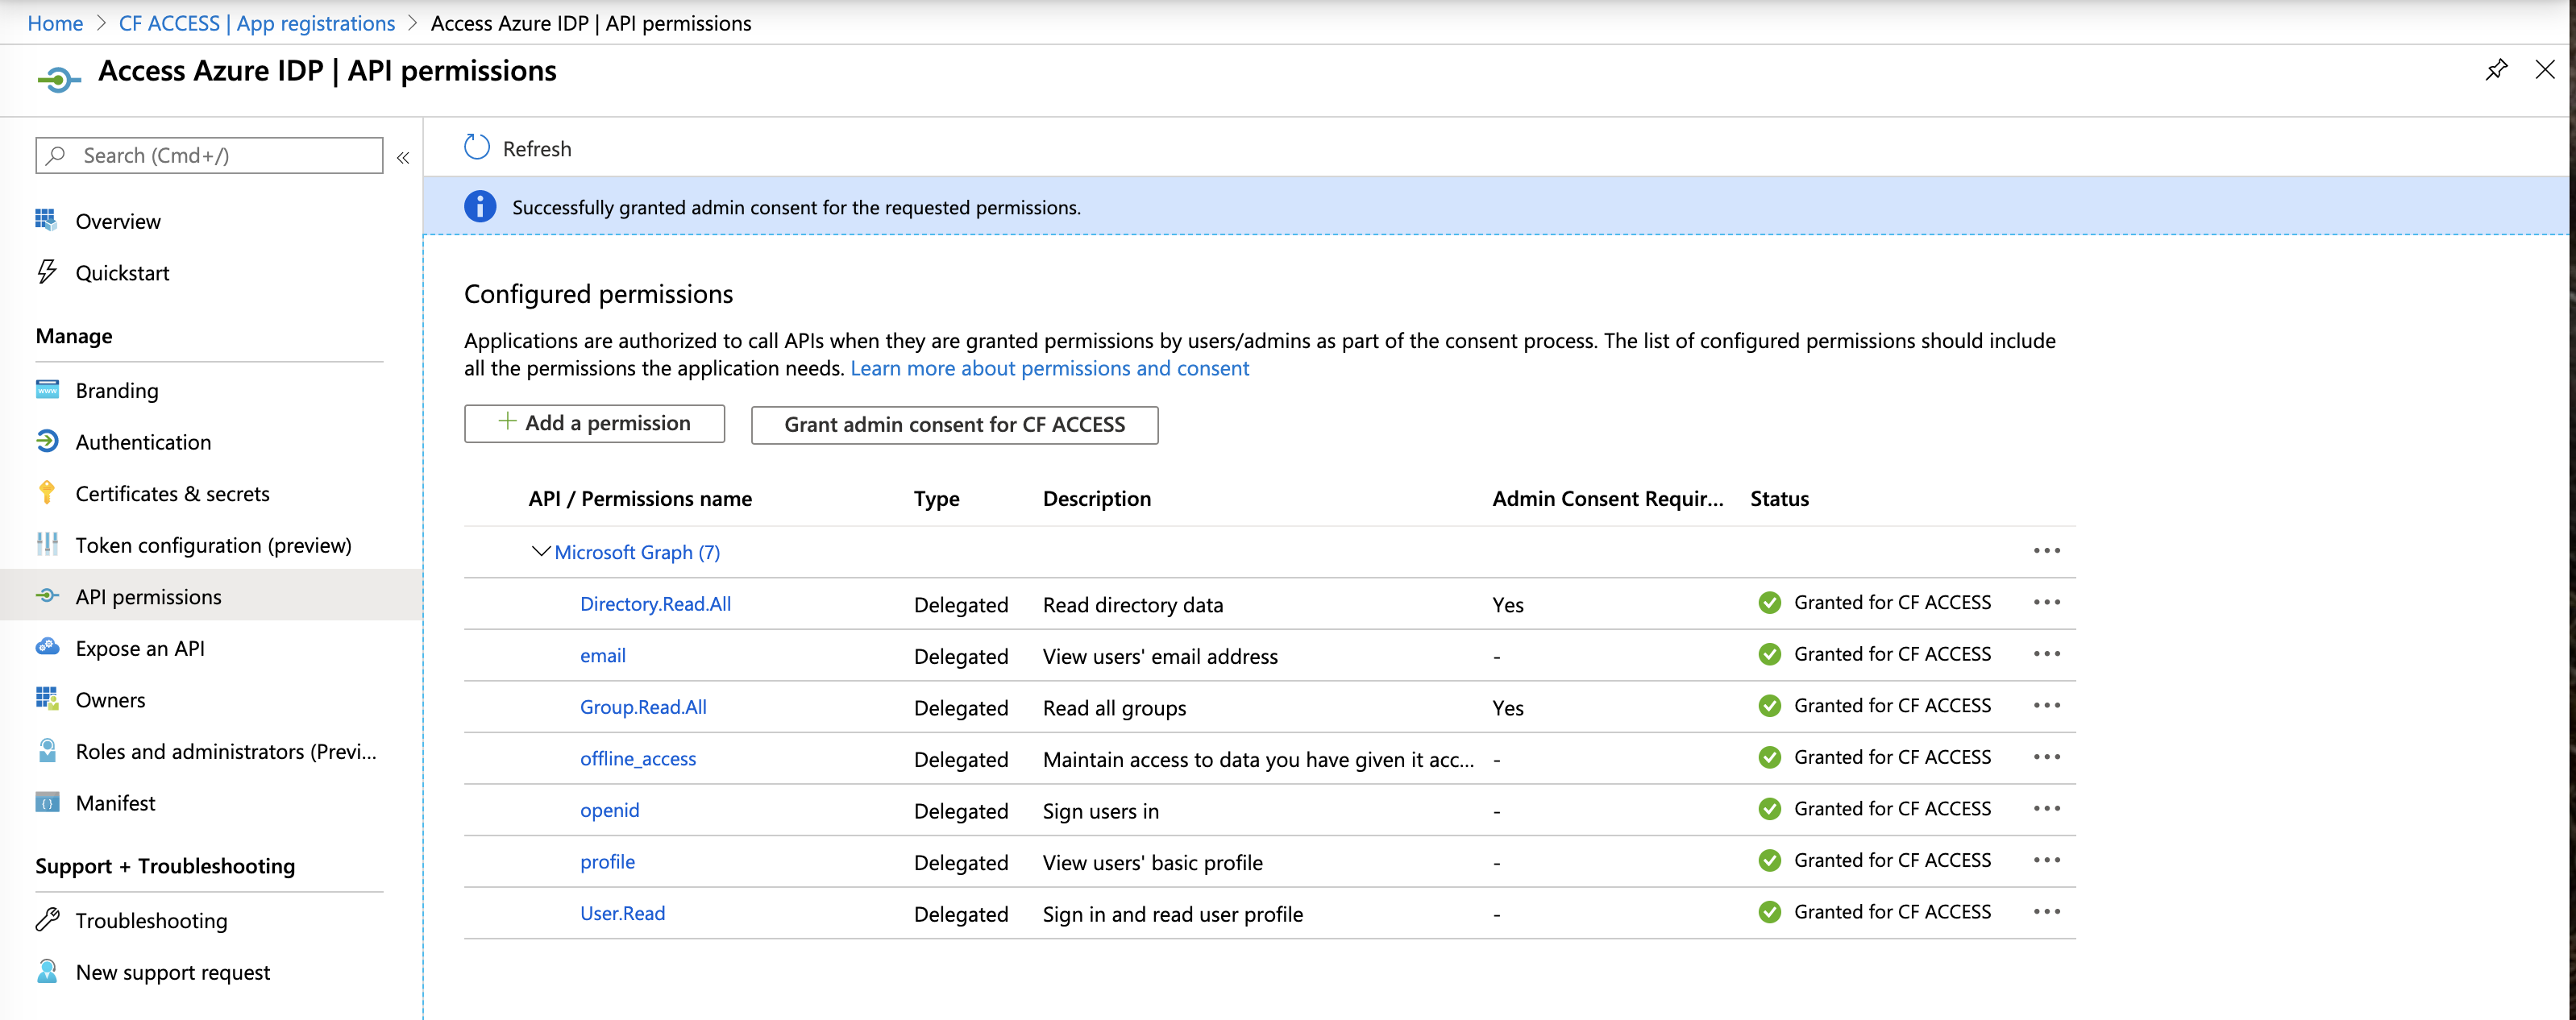 Home > CF ACCESS | App registrations > Access Azure IDP | API permissions
Access Azure IDP | API permissions
Search (Cmd+/)
«
Overview
Quickstart
Manage
Branding
Authentication
Certificates & secrets
Token configuration (preview)
API permissions
Expose an API
Owners
Roles and administrators (Previ...
Manifest
Support + Troubleshooting
Troubleshooting
New support request
Refresh
Successfully granted admin consent for the requested permissions.
Configured permissions
Applications are authorized to call APIs when they are granted permissions by users/admins as part of the consent process. The list of configured permissions should include
all the permissions the application needs. Learn more about permissions and consent
+ Add a permission Grant admin consent for CF ACCESS
API / Permissions name Type Description Admin Consent Requir... Status
Microsoft Graph (7) ...
Directory.Read.All Delegated Read directory data Yes Granted for CF ACCESS ...
email Delegated View users' email address - Granted for CF ACCESS ...
Group.Read.All Delegated Read all groups Yes Granted for CF ACCESS ...
offline_access Delegated Maintain access to data you have given it acc... - Granted for CF ACCESS ...
openid Delegated Sign users in - Granted for CF ACCESS ...
profile Delegated View users' basic profile - Granted for CF ACCESS ...
User.Read Delegated Sign in and read user profile - Granted for CF ACCESS ...